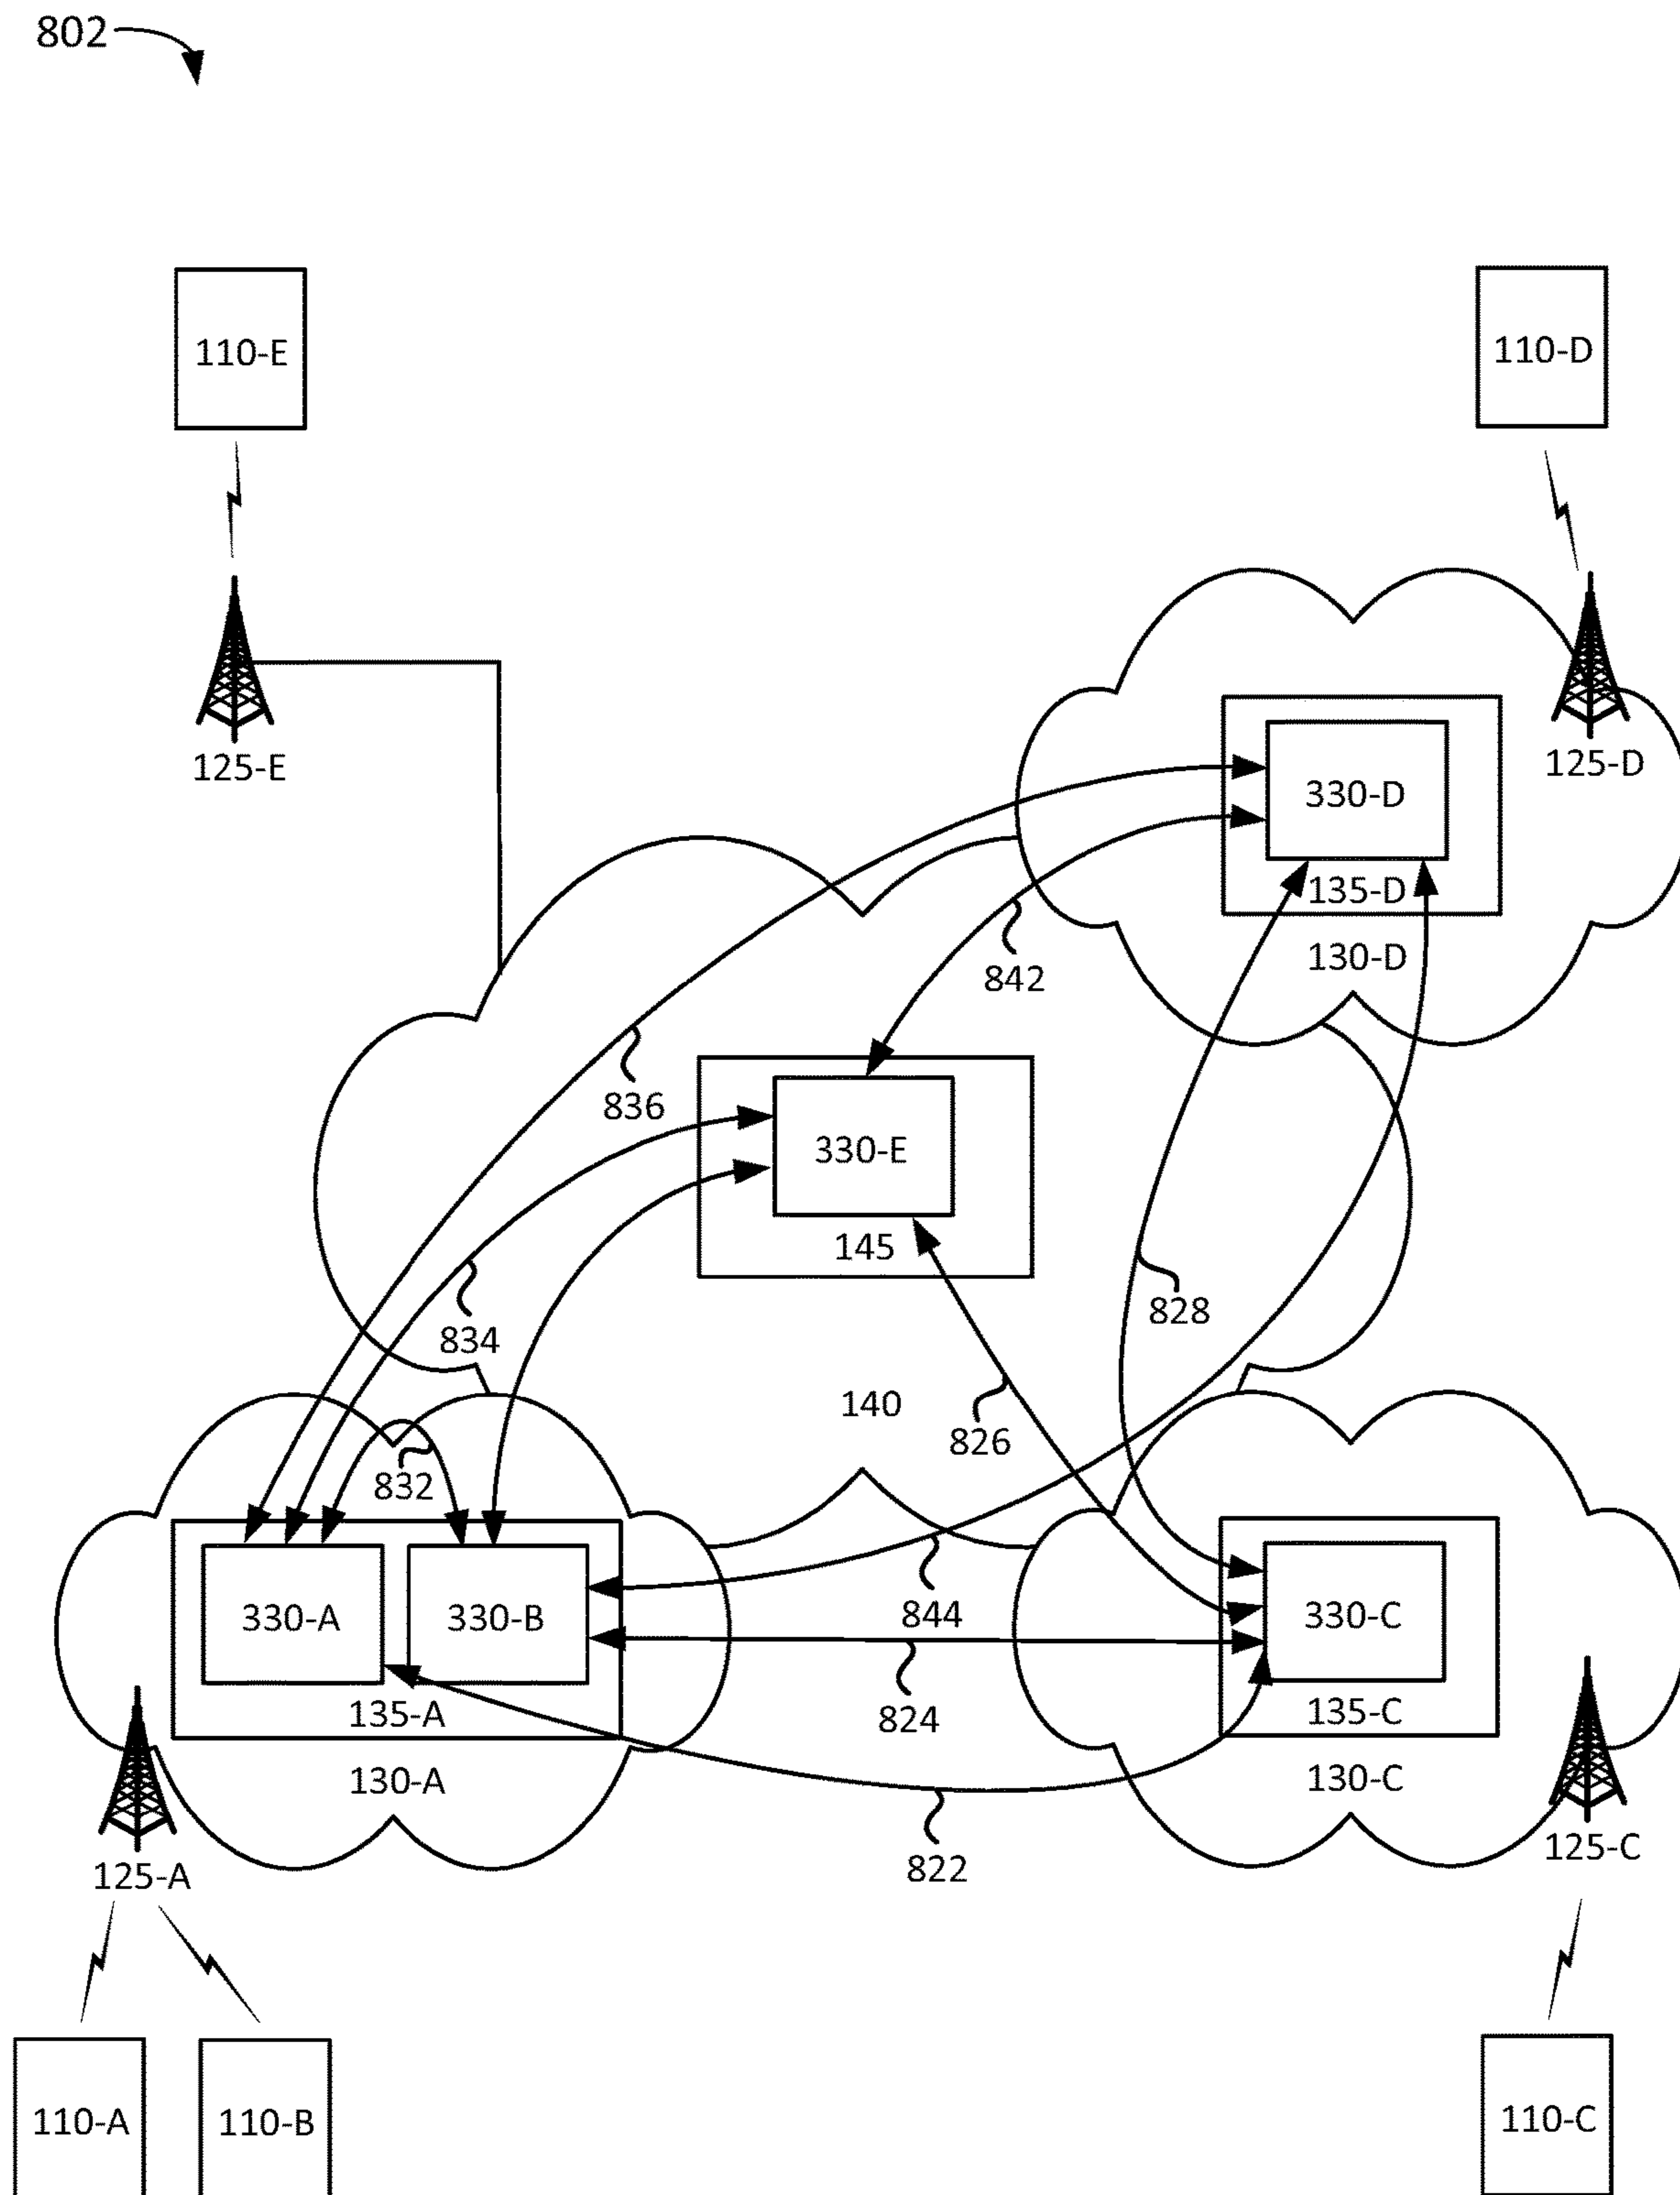 802
110-E
110-D
125-E
125-D
330-D
135-D
130-D
842
836
330-E
145
834
828
140
826
832
330-A
330-B
330-C
844
135-A
824
135-C
130-A
130-C
822
125-A
125-C
110-A
110-B
110-C